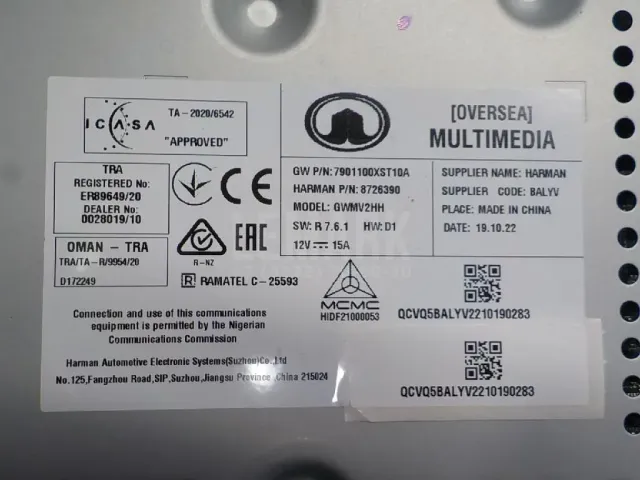 ICASA
TA - 2020/6542
"APPROVED"
TRA
REGISTERED No:
ER89649/20
DEALER No:
0028019/10
OMAN - TRA
TRA/TA-R/9954/20
D172249
CE
R-NZ
EAC
R RAMATEL C-25593
Connection and use of this communications
equipment is permitted by the Nigerian
Communications Commission
Harman Automotive Electronic Systems(Suzhou)Co.,Ltd
No.125,Fangzhou Road,SIP,Suzhou,Jiangsu Province China 215024
GW P/N:7901100XST10A
HARMAN P/N: 8726390
MODEL: GWMV2HH
SW: R 7.6.1 HW: D1
12V 15A
MCMC
HIDF21000053
[OVERSEA]
MULTIMEDIA
SUPPLIER NAME: HARMAN
SUPPLIER CODE: BALYV
PLACE: MADE IN CHINA
DATE: 19.10.22
QCVQ5BALYV2210190283
QCVQ5BALYV2210190283